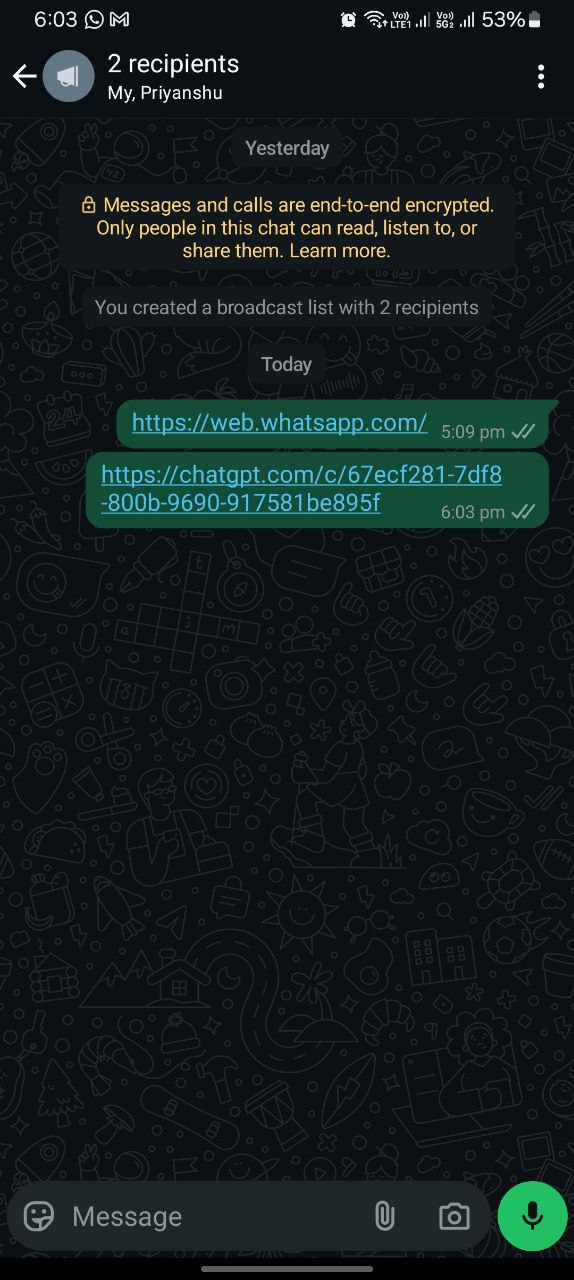 6:03
Vo)) LTE1
Vo)) 5G2
53%
2 recipients
My, Priyanshu
Yesterday
Messages and calls are end-to-end encrypted.
Only people in this chat can read, listen to, or
share them. Learn more.
You created a broadcast list with 2 recipients
Today
https://web.whatsapp.com/
5:09 pm
https://chatgpt.com/c/67ecf281-7df8
-800b-9690-917581be895f
6:03 pm
Message